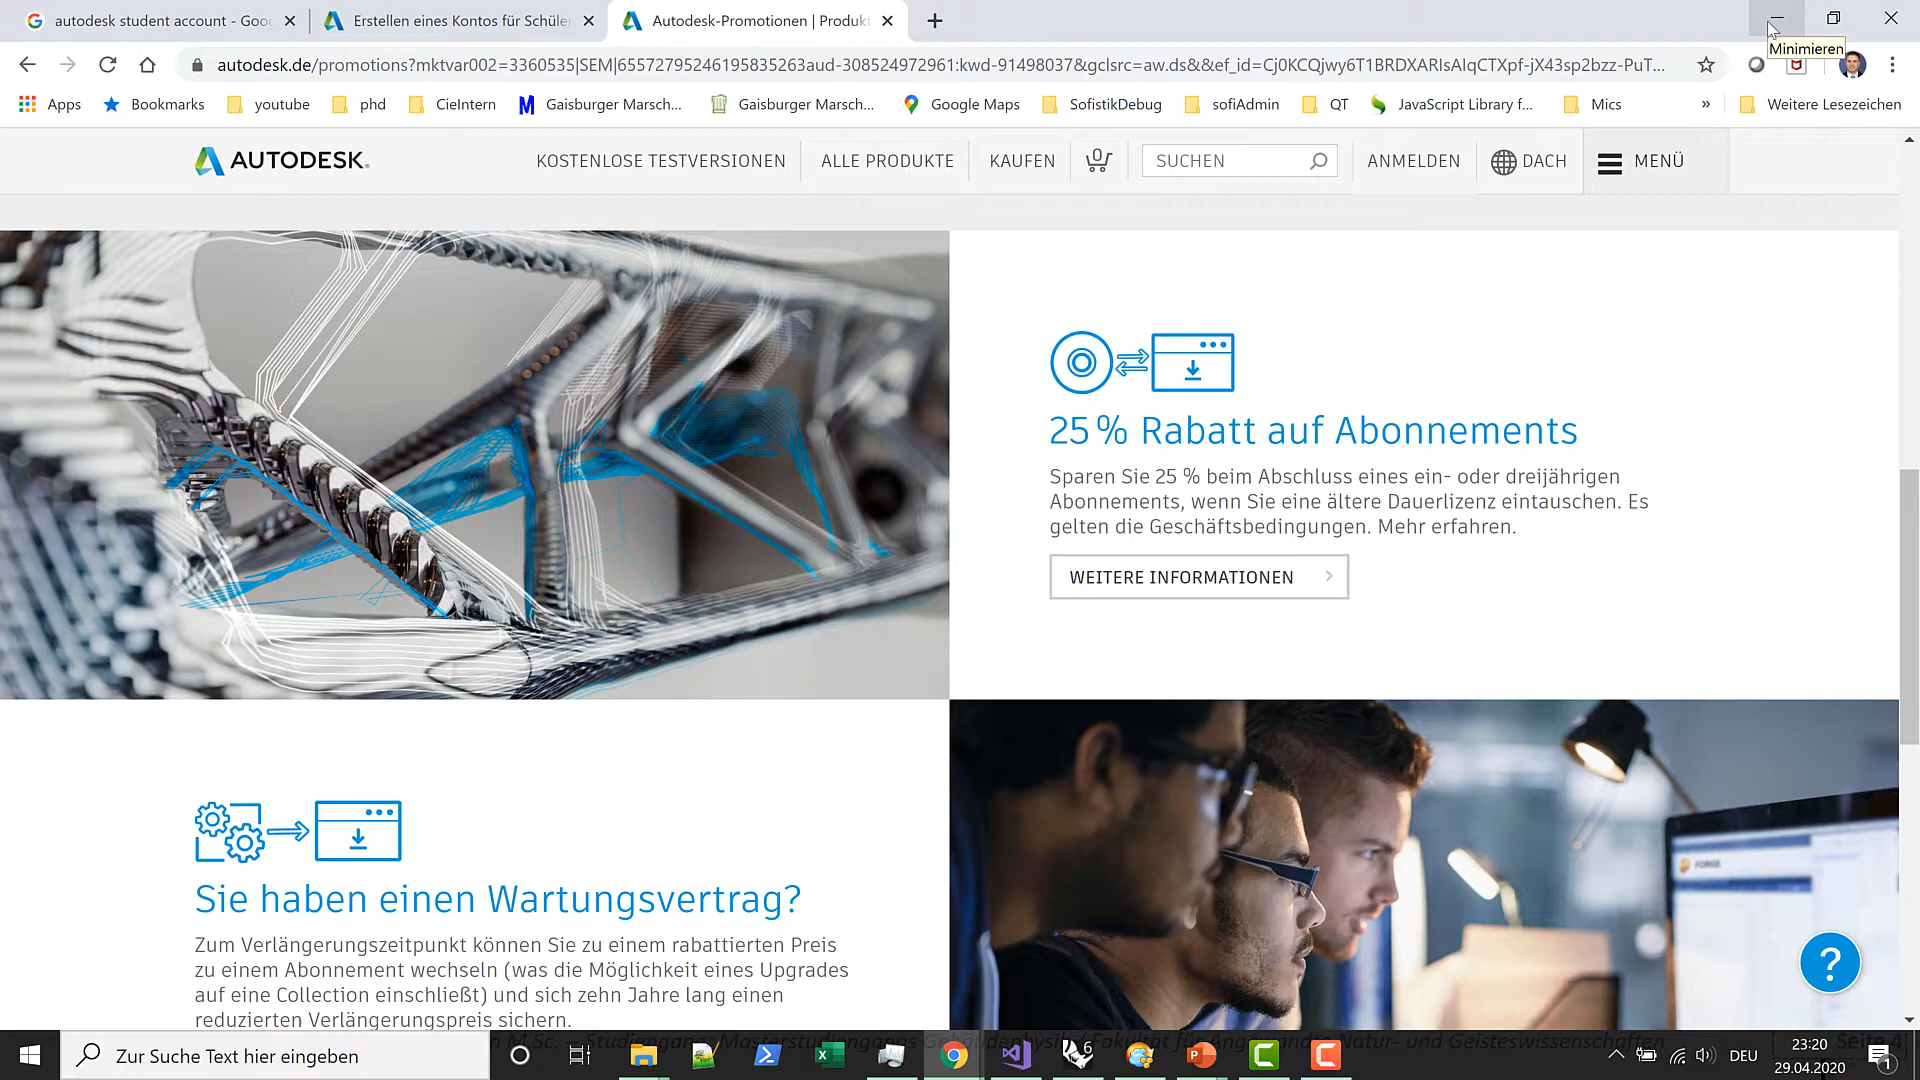 autodesk student account - Goo
Erstellen eines Kontos für Schüler
Autodesk-Promotionen | Produkt
Minimieren
autodesk.de/promotions?mktvar002=3360535|SEM|6557279524619583​5263aud-308524972961:kwd-91498037&gclsrc=aw.ds&&ef_id=Cj0KCQjwy6T1BRDXARIsAIqCTXpf-jX43sp2bzz-PuT...
Apps
Bookmarks
youtube
phd
CieIntern
Gaisburger Marsch...
Gaisburger Marsch...
Google Maps
SofistikDebug
sofiAdmin
QT
JavaScript Library f...
Mics
»
Weitere Lesezeichen
AUTODESK.
KOSTENLOSE TESTVERSIONEN
ALLE PRODUKTE
KAUFEN
0
SUCHEN
ANMELDEN
DACH
MENÜ
25 % Rabatt auf Abonnements
Sparen Sie 25 % beim Abschluss eines ein- oder dreijährigen
Abonnements, wenn Sie eine ältere Dauerlizenz eintauschen. Es
gelten die Geschäftsbedingungen. Mehr erfahren.
WEITERE INFORMATIONEN
FORGE
Sie haben einen Wartungsvertrag?
Zum Verlängerungszeitpunkt können Sie zu einem rabattierten Preis
zu einem Abonnement wechseln (was die Möglichkeit eines Upgrades
auf eine Collection einschließt) und sich zehn Jahre lang einen
reduzierten Verlängerungspreis sichern.
?
Zur Suche Text hier eingeben
6
DEU
23:20
29.04.2020
1